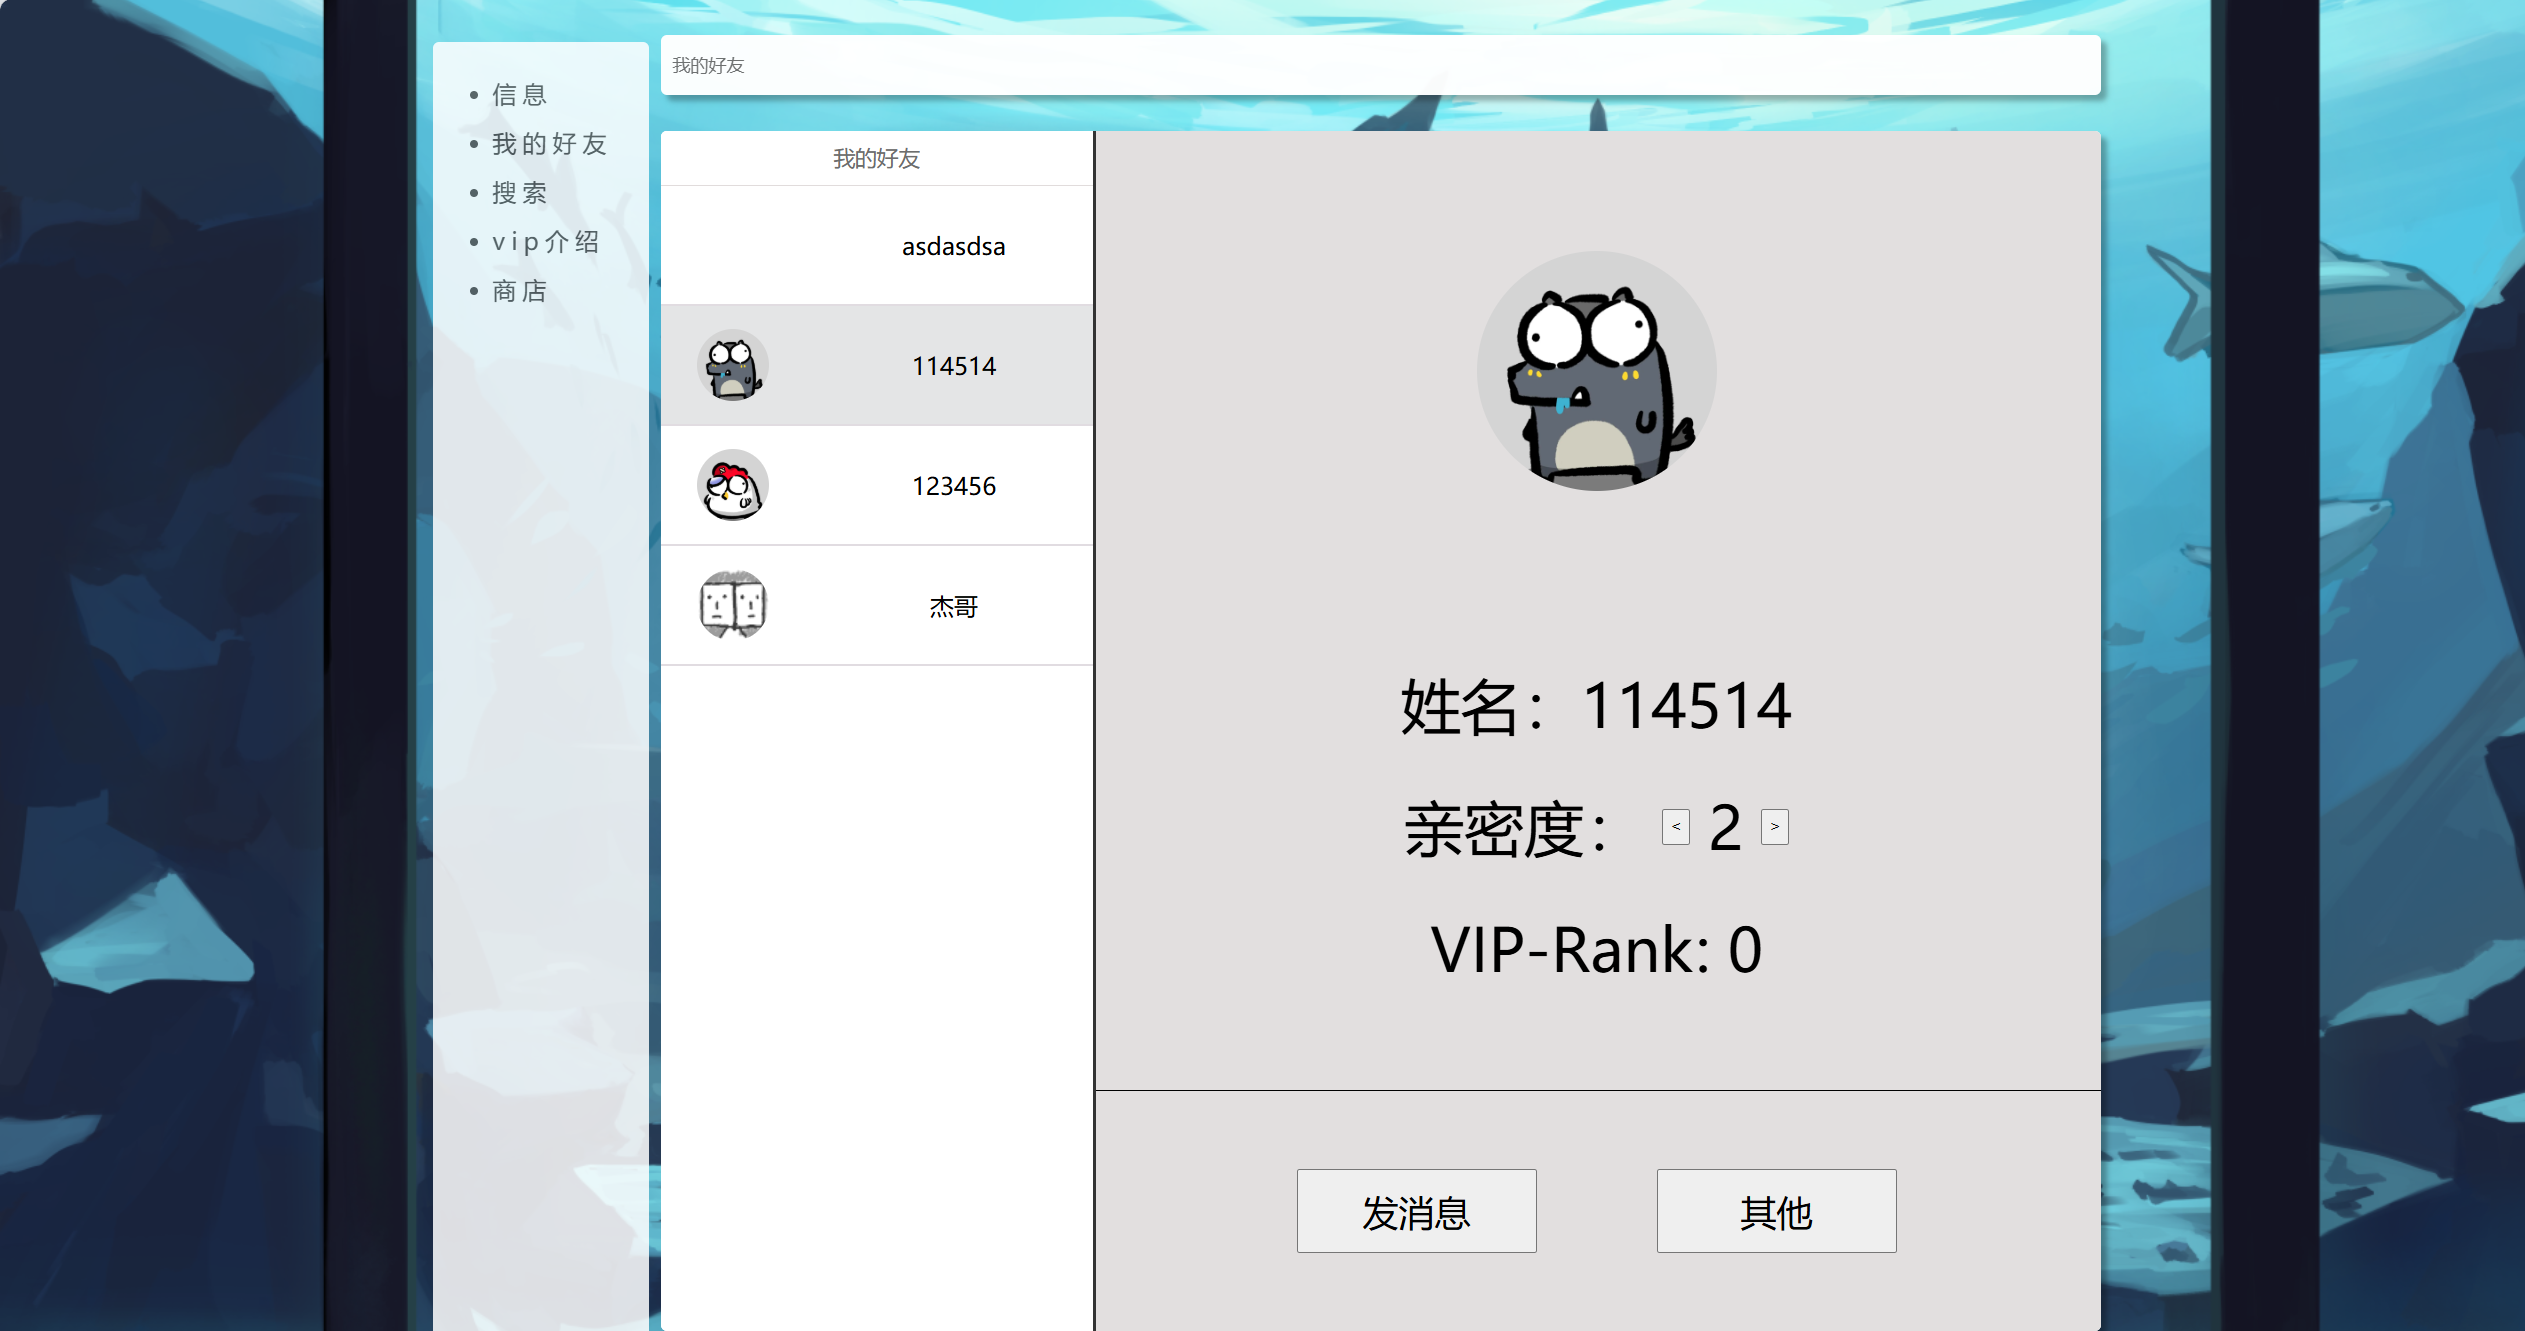 信息
我的好友
搜索
vip介绍
商店
我的好友
我的好友
asdasdsa
114514
123456
杰哥
姓名：114514
亲密度： < 2 >
VIP-Rank: 0
发消息
其他